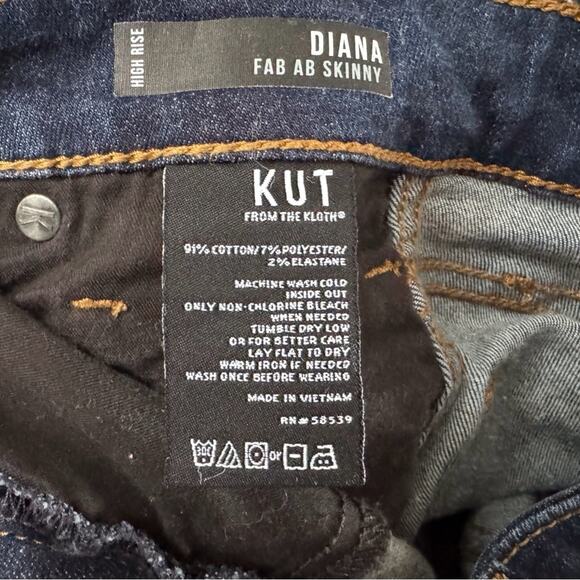 HIGH RISE
DIANA
FAB AB SKINNY
KUT
FROM THE KLOTH®
91% COTTON/7% POLYESTER/
2% ELASTANE
MACHINE WASH COLD
INSIDE OUT
ONLY NON-CHLORINE BLEACH
WHEN NEEDED
TUMBLE DRY LOW
OR FOR BETTER CARE
LAY FLAT TO DRY
WARM IRON IF NEEDED
WASH ONCE BEFORE WEARING
MADE IN VIETNAM
RN# 58539
30C or
K